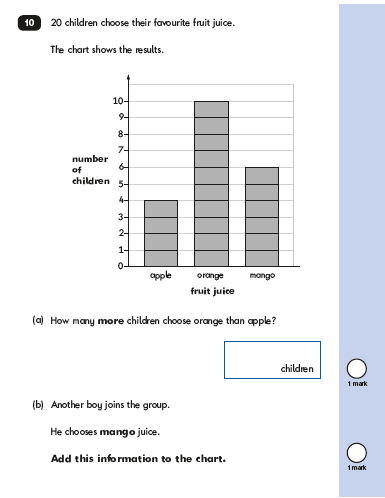 10 20 children choose their favourite fruit juice.
The chart shows the results.
10
9
8
7
6
5
4
3
2
1
0
number
of
children
apple orange mango
fruit juice
(a) How many more children choose orange than apple?
children
1 mark
(b) Another boy joins the group.
He chooses mango juice.
Add this information to the chart.
1 mark